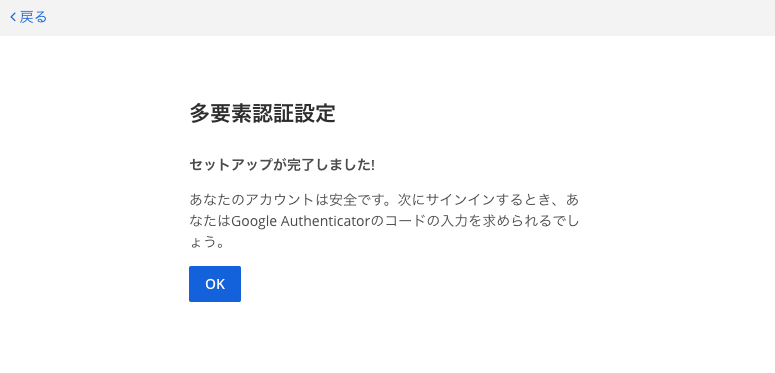 戻る
多要素認証設定
セットアップが完了しました!
あなたのアカウントは安全です。次にサインインするとき、あ
なたはGoogle Authenticatorのコードの入力を求められるでし
ょう。
OK